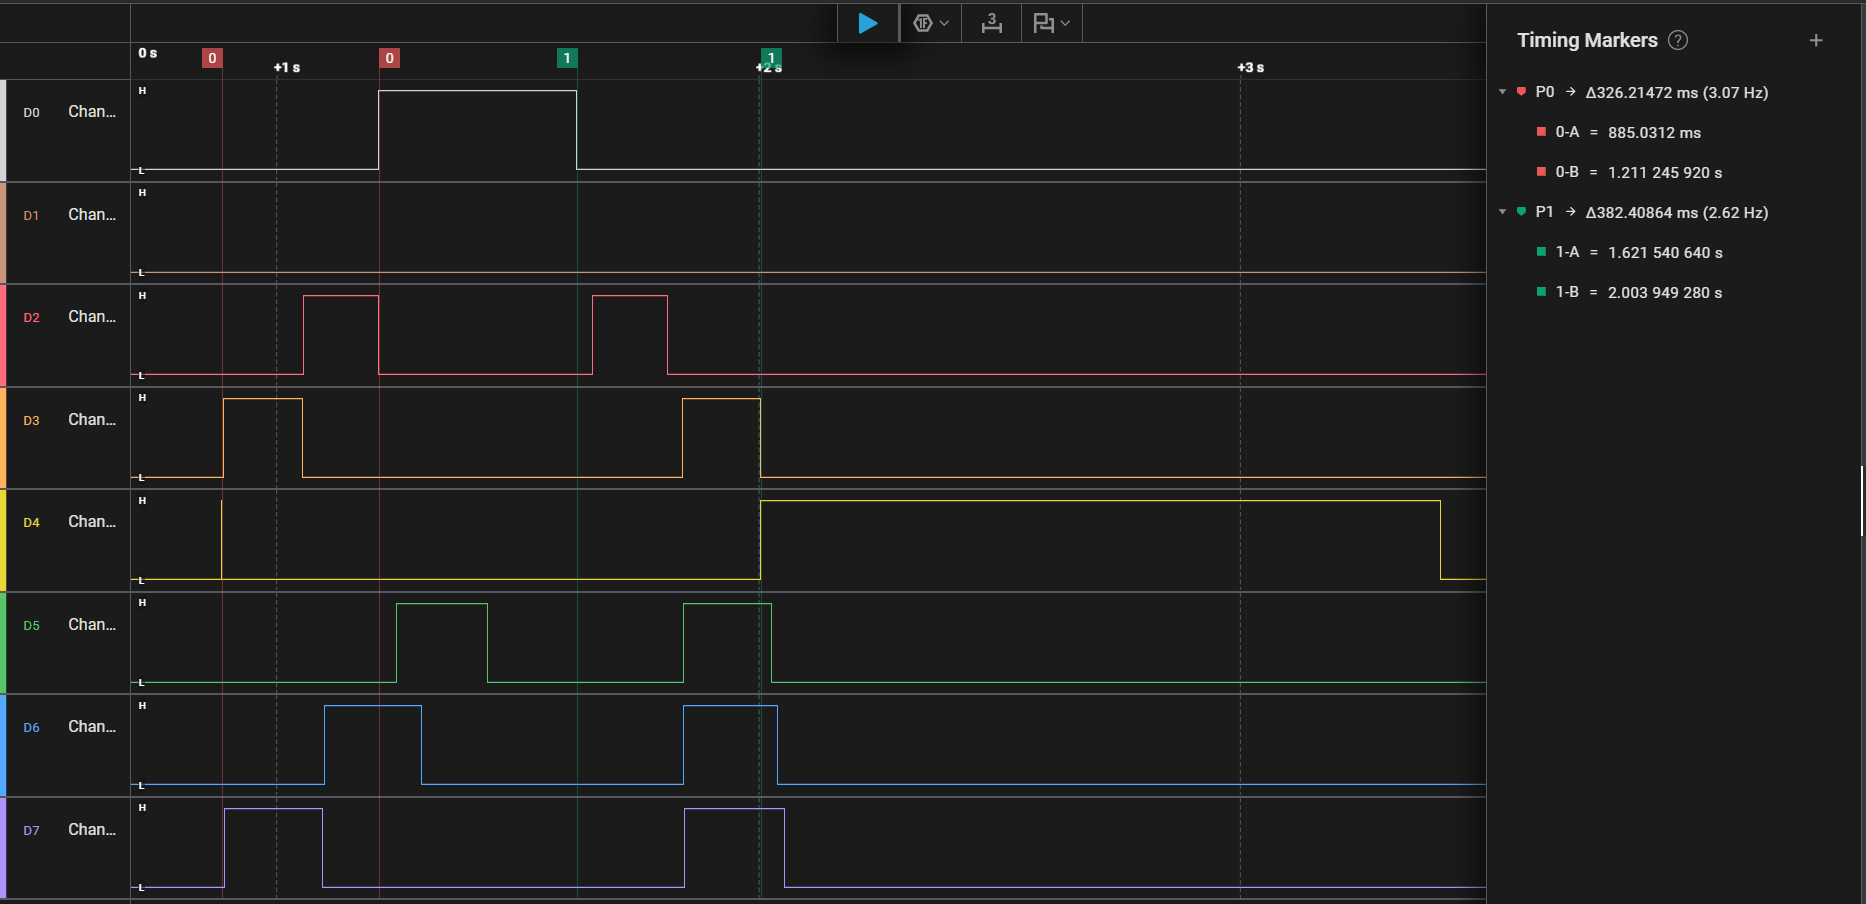 3
0 s
0
+1 s
0
1
1
+2 s
+3 s
Timing Markers ?
+
P0 → Δ326.21472 ms (3.07 Hz)
0-A = 885.0312 ms
0-B = 1.211 245 920 s
P1 → Δ382.40864 ms (2.62 Hz)
1-A = 1.621 540 640 s
1-B = 2.003 949 280 s
H
D0 Chan...
L
H
D1 Chan...
L
H
D2 Chan...
L
H
D3 Chan...
L
H
D4 Chan...
L
H
D5 Chan...
L
H
D6 Chan...
L
H
D7 Chan...
L